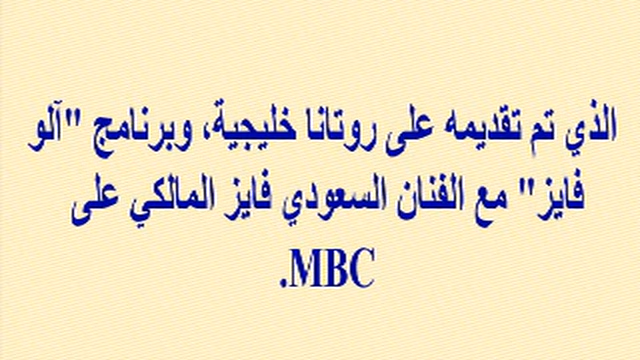 الذي تم تقديمه على روتانا خليجية، وبرنامج "آلو
فايز" مع الفنان السعودي فايز المالكي على
MBC.